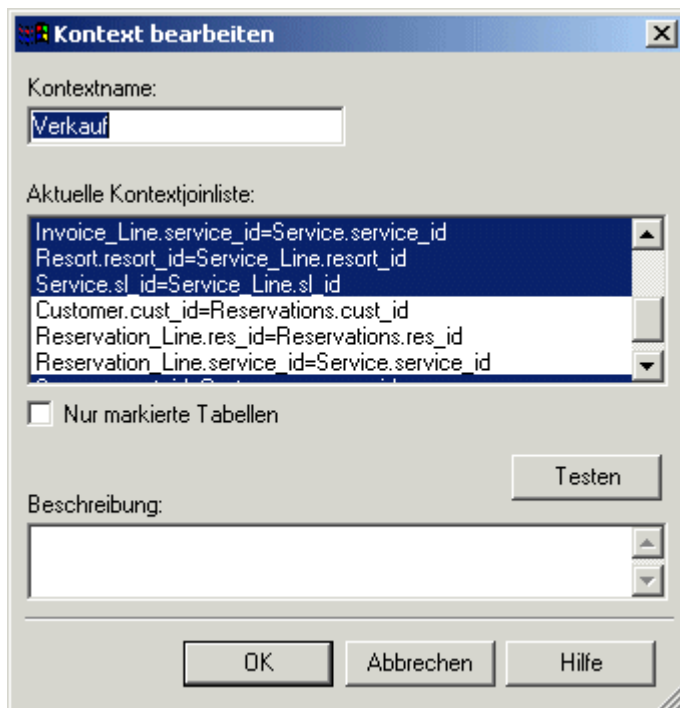 Kontext bearbeiten
Kontextname:
Verkauf
Aktuelle Kontextjoinliste:
Invoice_Line.service_id=Service.service_id
Resort.resort_id=Service_Line.resort_id
Service.sl_id=Service_Line.sl_id
Customer.cust_id=Reservations.cust_id
Reservation_Line.res_id=Reservations.res_id
Reservation_Line.service_id=Service.service_id
Nur markierte Tabellen
Testen
Beschreibung:
OK
Abbrechen
Hilfe